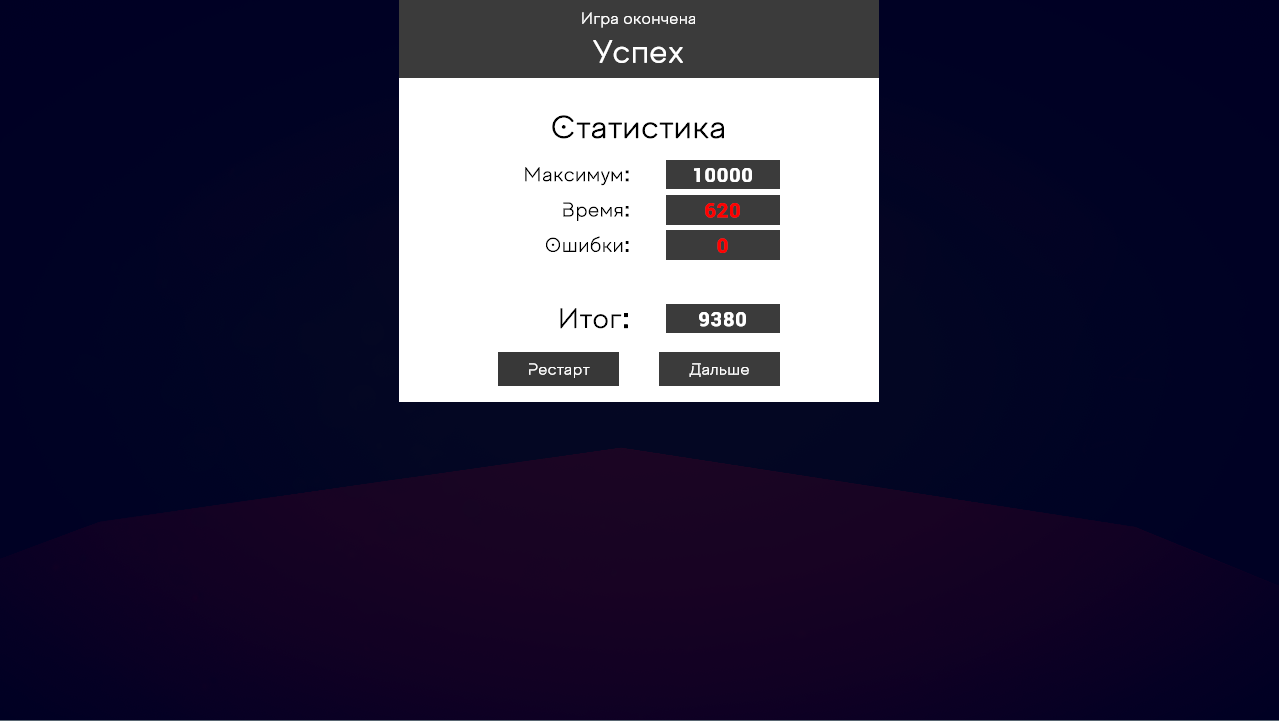 Игра окончена
Успех
Статистика
Максимум: 10000
Время: 620
Ошибки: 0
Итог: 9380
Рестарт Дальше